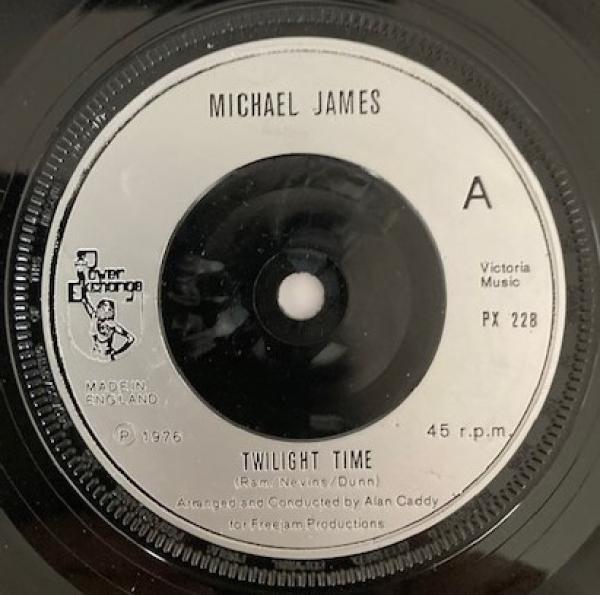 MICHAEL JAMES
A
Victoria
Music
PX 228
Power
Exchange
MADE IN
ENGLAND
Ⓟ 1976
45 r.p.m.
TWILIGHT TIME
(Ram/Nevins/Dunn)
Arranged and Conducted by Alan Caddy
for Freejam Productions